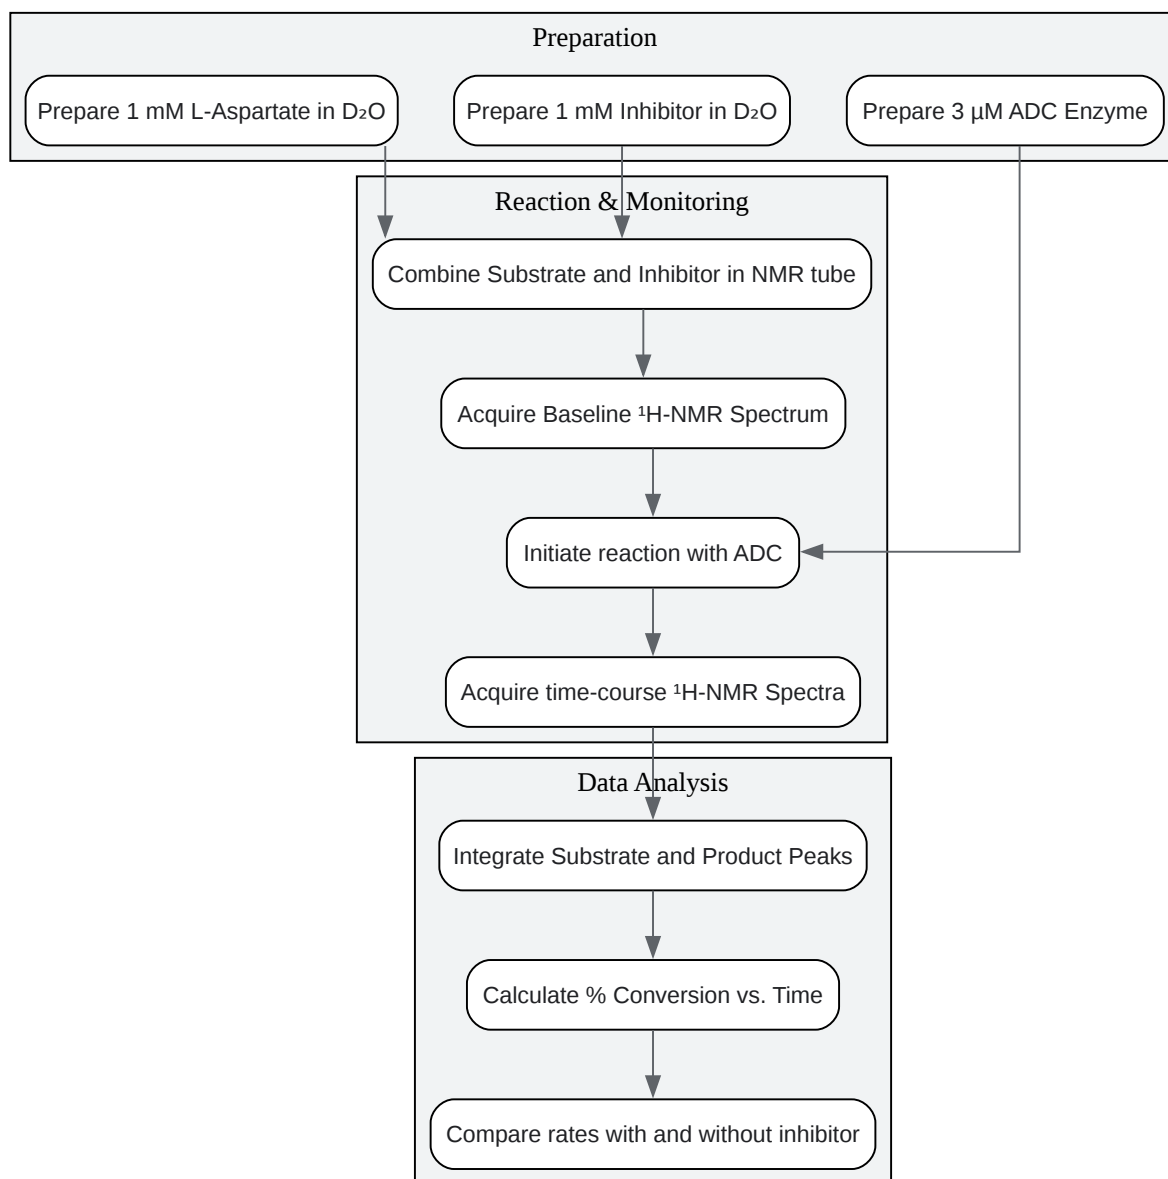 Preparation
Prepare 1 mM L-Aspartate in D₂O
Prepare 1 mM Inhibitor in D₂O
Prepare 3 µM ADC Enzyme
Reaction & Monitoring
Combine Substrate and Inhibitor in NMR tube
Acquire Baseline ¹H-NMR Spectrum
Initiate reaction with ADC
Acquire time-course ¹H-NMR Spectra
Data Analysis
Integrate Substrate and Product Peaks
Calculate % Conversion vs. Time
Compare rates with and without inhibitor